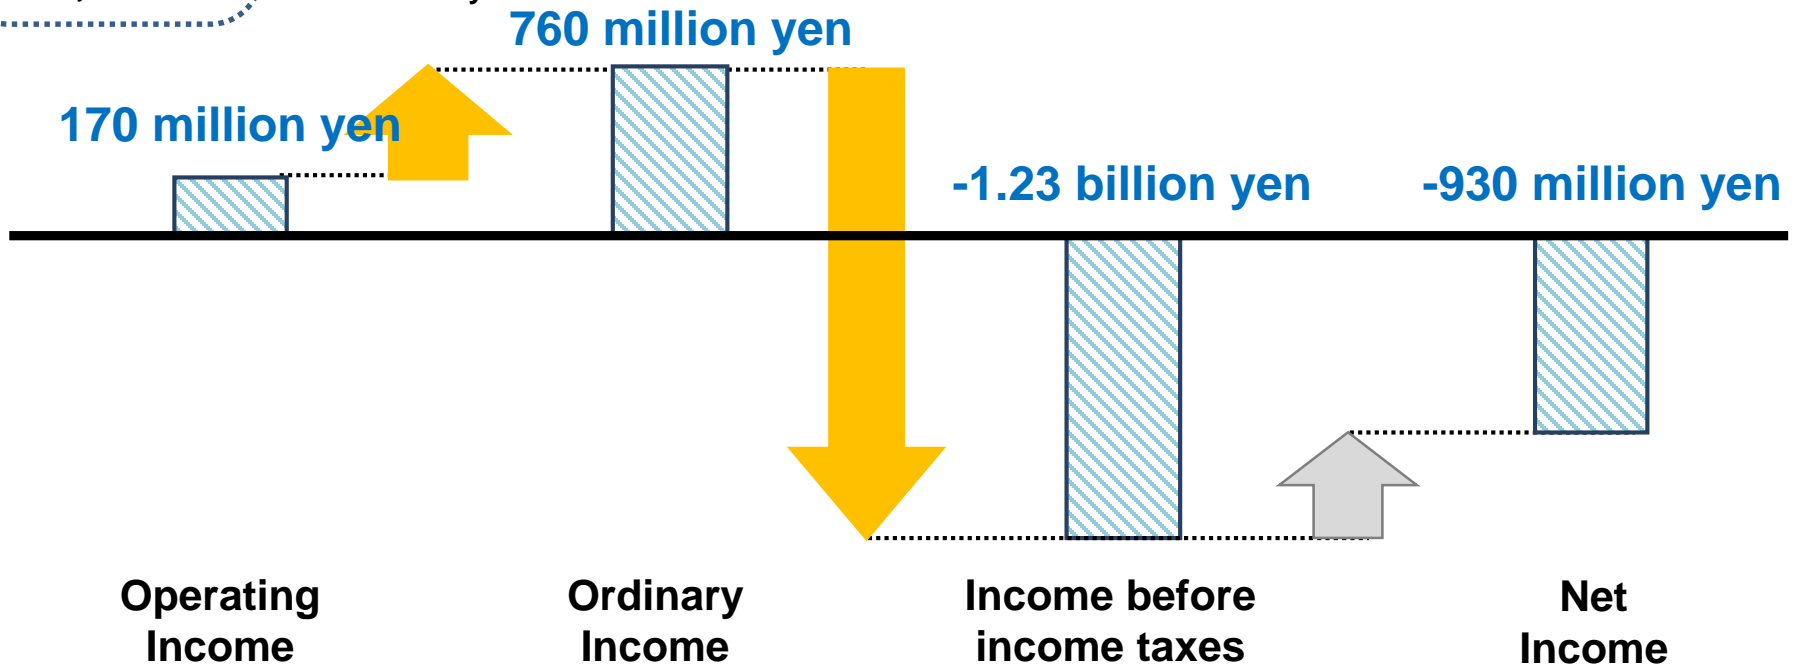 760 million yen
170 million yen
-1.23 billion yen
-930 million yen
Operating
Income
Ordinary
Income
Income before
income taxes
Net
Income